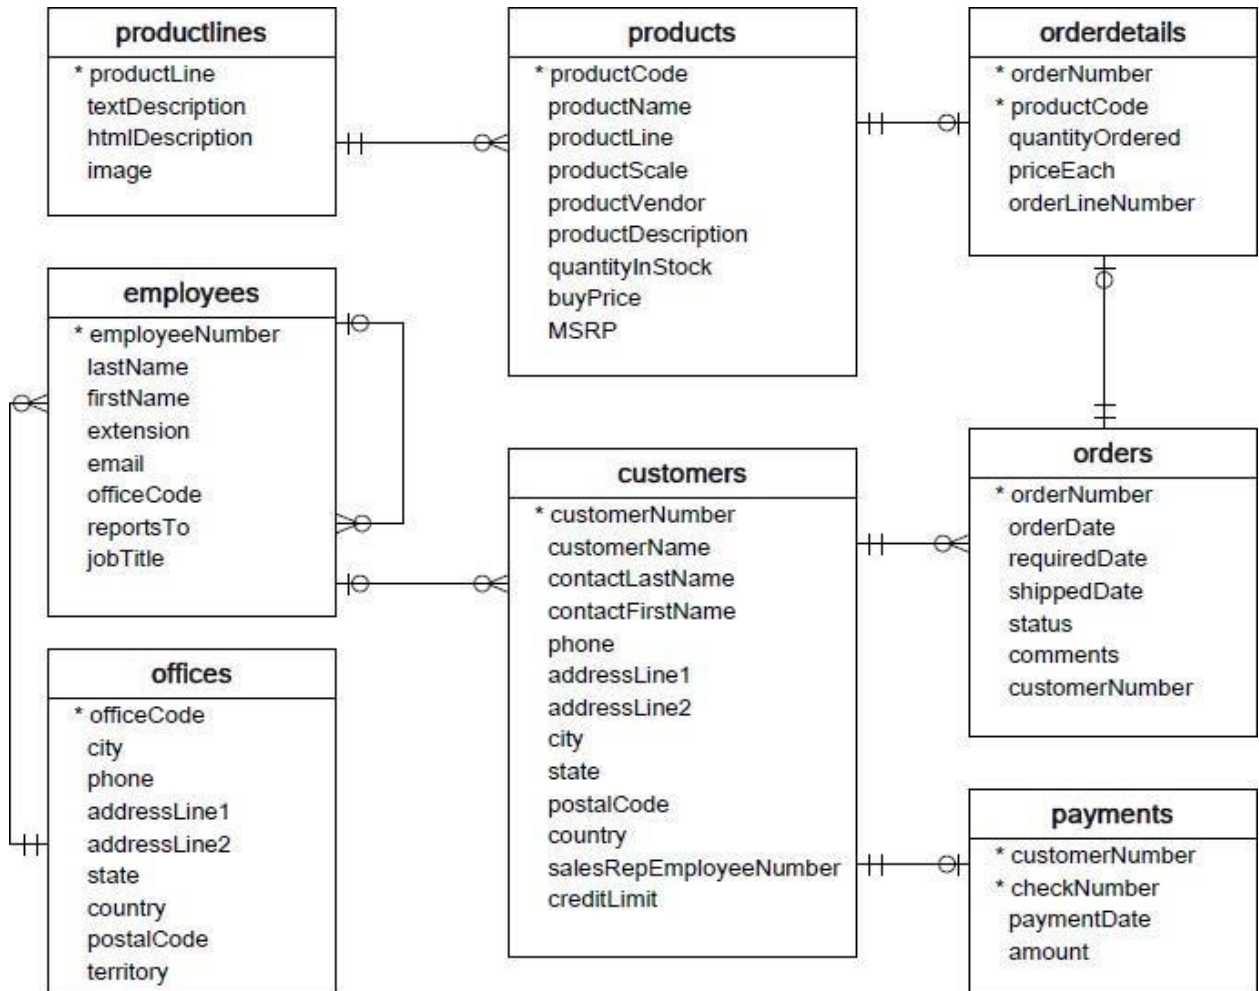 productlines
* productLine
textDescription
htmlDescription
image
products
* productCode
productName
productLine
productScale
productVendor
productDescription
quantityInStock
buyPrice
MSRP
orderdetails
* orderNumber
* productCode
quantityOrdered
priceEach
orderLineNumber
employees
* employeeNumber
lastName
firstName
extension
email
officeCode
reportsTo
jobTitle
customers
* customerNumber
customerName
contactLastName
contactFirstName
phone
addressLine1
addressLine2
city
state
postalCode
country
salesRepEmployeeNumber
creditLimit
orders
* orderNumber
orderDate
requiredDate
shippedDate
status
comments
customerNumber
offices
* officeCode
city
phone
addressLine1
addressLine2
state
country
postalCode
territory
payments
* customerNumber
* checkNumber
paymentDate
amount